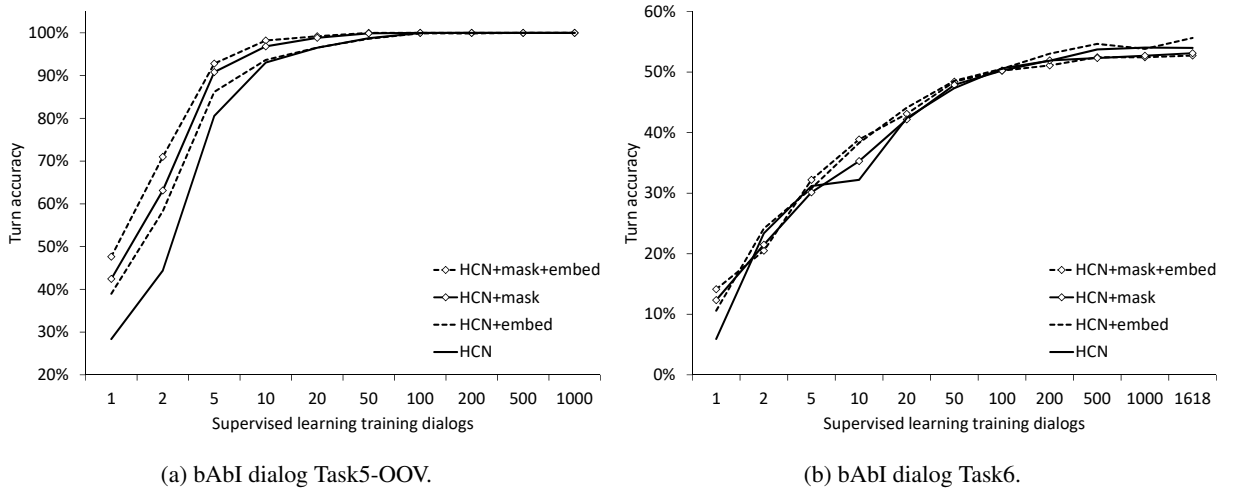 100%
90%
80%
70%
60%
50%
40%
30%
20%
Turn accuracy
HCN+mask+embed
HCN+mask
HCN+embed
HCN
1 2 5 10 20 50 100 200 500 1000
Supervised learning training dialogs
(a) bAbI dialog Task5-OOV.
60%
50%
40%
30%
20%
10%
0%
Turn accuracy
HCN+mask+embed
HCN+mask
HCN+embed
HCN
1 2 5 10 20 50 100 200 500 1000 1618
Supervised learning training dialogs
(b) bAbI dialog Task6.